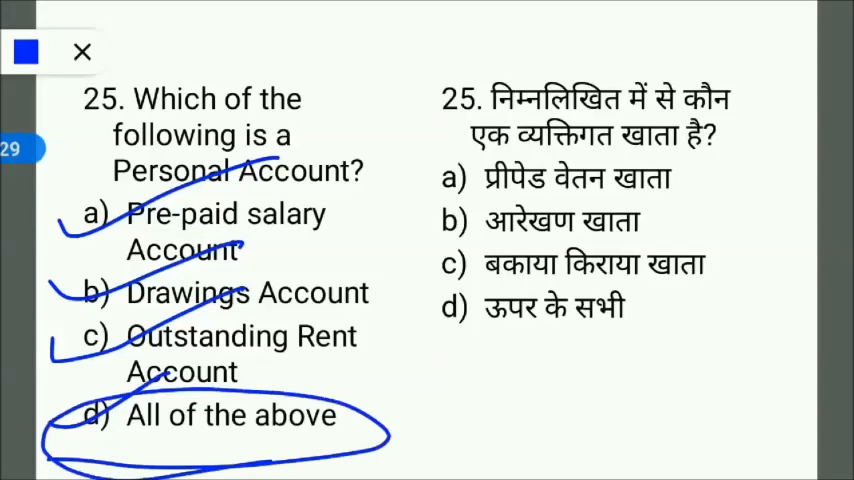 29
25. Which of the
following is a
Personal Account?
a) Pre-paid salary
Account
b) Drawings Account
c) Outstanding Rent
Account
d) All of the above
25. निम्नलिखित में से कौन
एक व्यक्तिगत खाता है?
a) प्रीपेड वेतन खाता
b) आरेखण खाता
c) बकाया किराया खाता
d) ऊपर के सभी